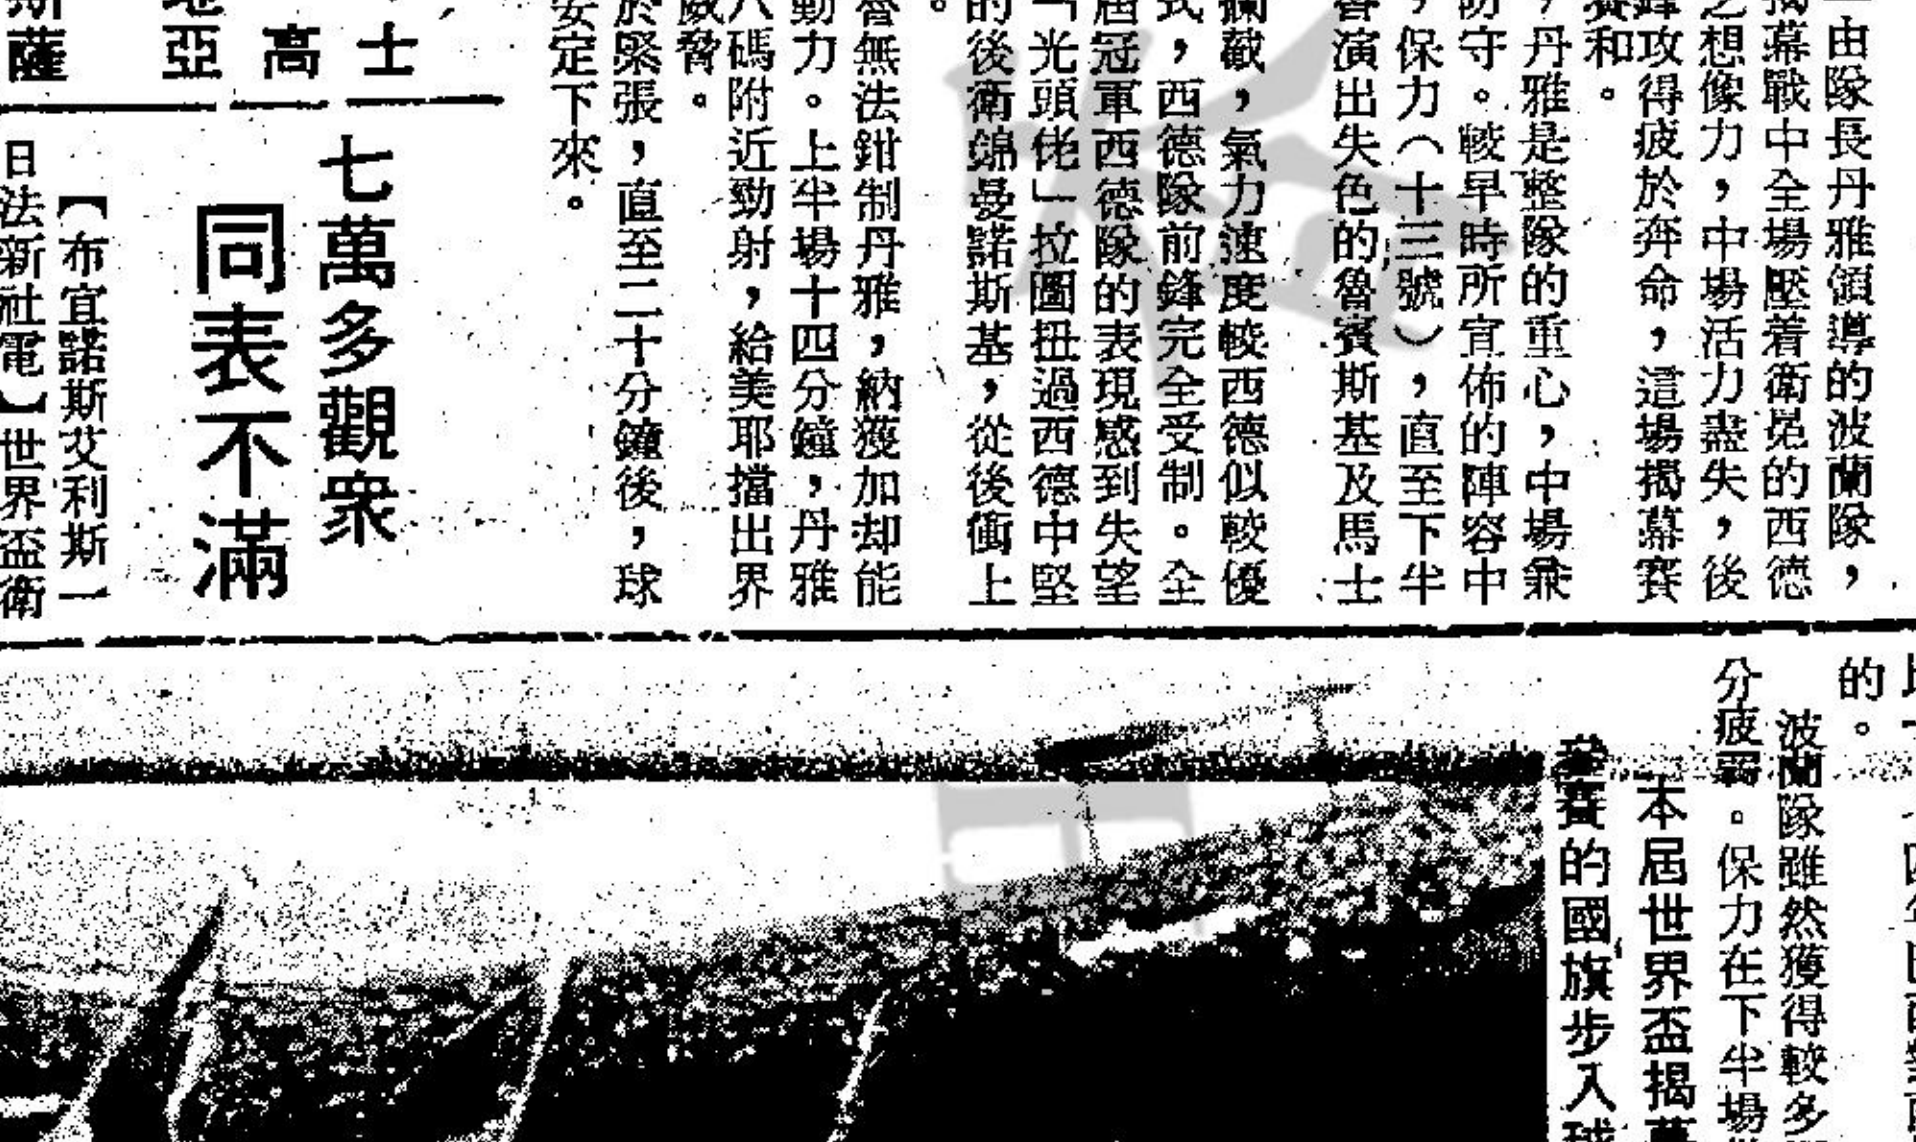 由隊長丹雅領導的波蘭隊，
揭幕戰中全場壓着衛冕的西德
之想像力，中場活力盡失，後
鋒攻得疲於奔命，這場揭幕賽
賽和。
，丹雅是整隊的重心，中場兼
防守。較早時所宣佈的陣容中
，保力（十三號），直至下半
魯演出失色的魯賓斯基及馬士
攔截，氣力速度較西德似較優
式，西德隊前鋒完全受制。全
屆冠軍西德隊的表現感到失望
「光頭佬」拉圖扭過西德中堅
的後衛錦曼諾斯基，從後衝上
。
魯無法鉗制丹雅，納獲加却能
動力。上半場十四分鐘，丹雅
八碼附近勁射，給美耶擋出界
威脅。
於緊張，直至二十分鐘後，球
安定下來。
士
高
地亞
斯薩
七萬多觀衆
同表不滿
【布宜諾斯艾利斯一
日法新社電】世界盃衛
的。
波蘭隊雖然獲得較多
分疲弱。保力在下半場
本屆世界盃揭幕
賽的國旗步入球